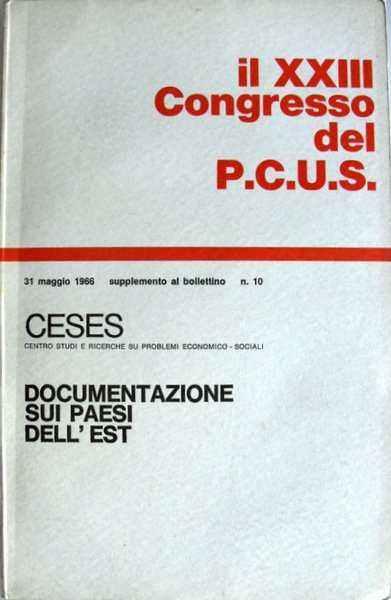 il XXIII
Congresso
del
P.C.U.S.
31 maggio 1966 supplemento al bollettino n. 10
CESES
CENTRO STUDI E RICERCHE SU PROBLEMI ECONOMICO - SOCIALI
DOCUMENTAZIONE
SUI PAESI
DELL'EST